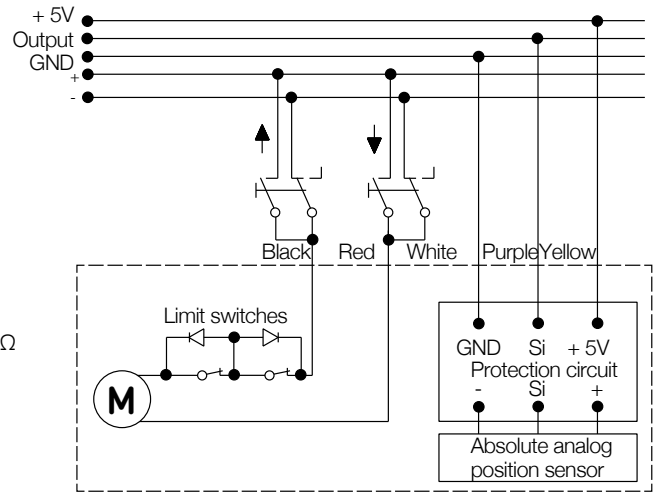 + 5V
Output
GND
+
-
Black Red White Purple Yellow
Limit switches
Ω
M
GND Si + 5V
Protection circuit
- Si +
Absolute analog
position sensor